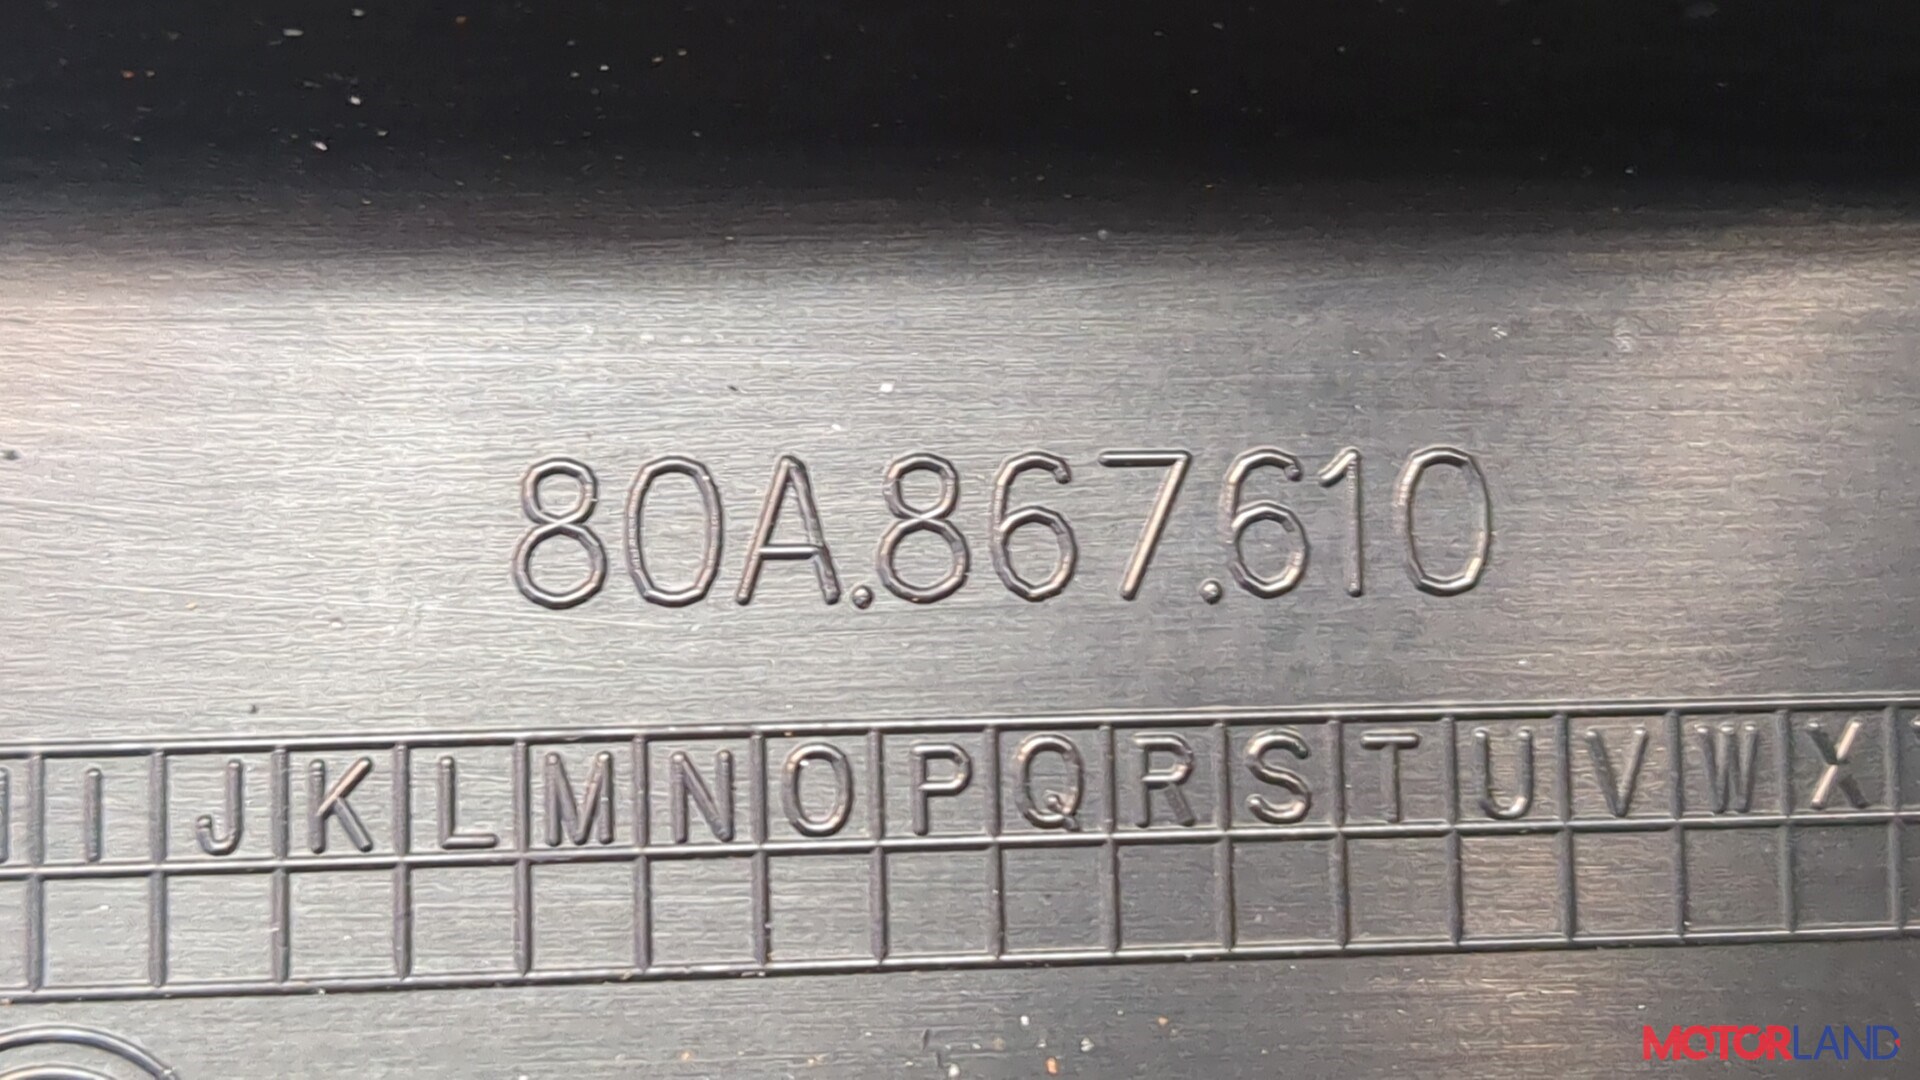 80A.867.610
I J K L M N O P Q R S T U V W X
MOTORLAND